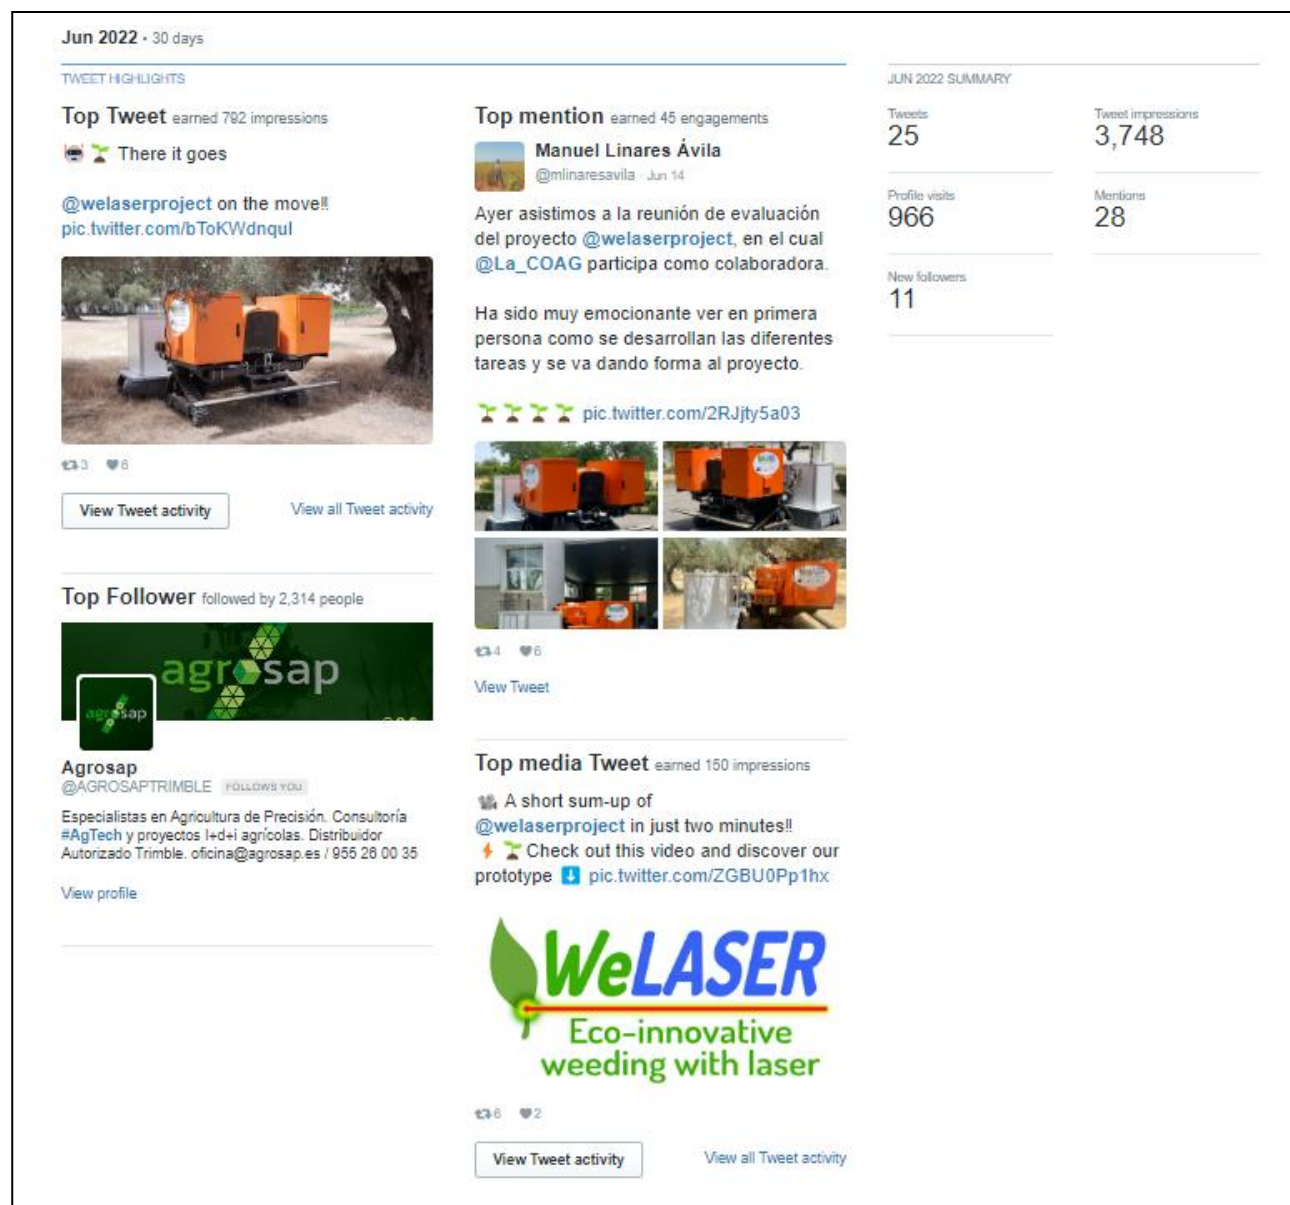 Jun 2022 · 30 days
TWEET HIGHLIGHTS
Top Tweet earned 792 impressions
There it goes
@welaserproject on the move!!
pic.twitter.com/bToKWdnquI
3 6
View Tweet activity View all Tweet activity
Top Follower followed by 2,314 people
agrosap
agrosap
Agrosap
@AGROSAPTRIMBLE FOLLOWS YOU
Especialistas en Agricultura de Precisión. Consultoría
#AgTech y proyectos I+d+i agrícolas. Distribuidor
Autorizado Trimble. oficina@agrosap.es / 955 26 00 35
View profile
Top mention earned 45 engagements
Manuel Linares Ávila
@mlinaresavila · Jun 14
Ayer asistimos a la reunión de evaluación
del proyecto @welaserproject, en el cual
@La_COAG participa como colaboradora.
Ha sido muy emocionante ver en primera
persona como se desarrollan las diferentes
tareas y se va dando forma al proyecto.
pic.twitter.com/2RJjty5a03
4 6
View Tweet
Top media Tweet earned 150 impressions
A short sum-up of
@welaserproject in just two minutes!!
Check out this video and discover our
prototype pic.twitter.com/ZGBU0Pp1hx
WeLASER
Eco-innovative
weeding with laser
6 2
View Tweet activity View all Tweet activity
JUN 2022 SUMMARY
Tweets
25
Tweet impressions
3,748
Profile visits
966
Mentions
28
New followers
11